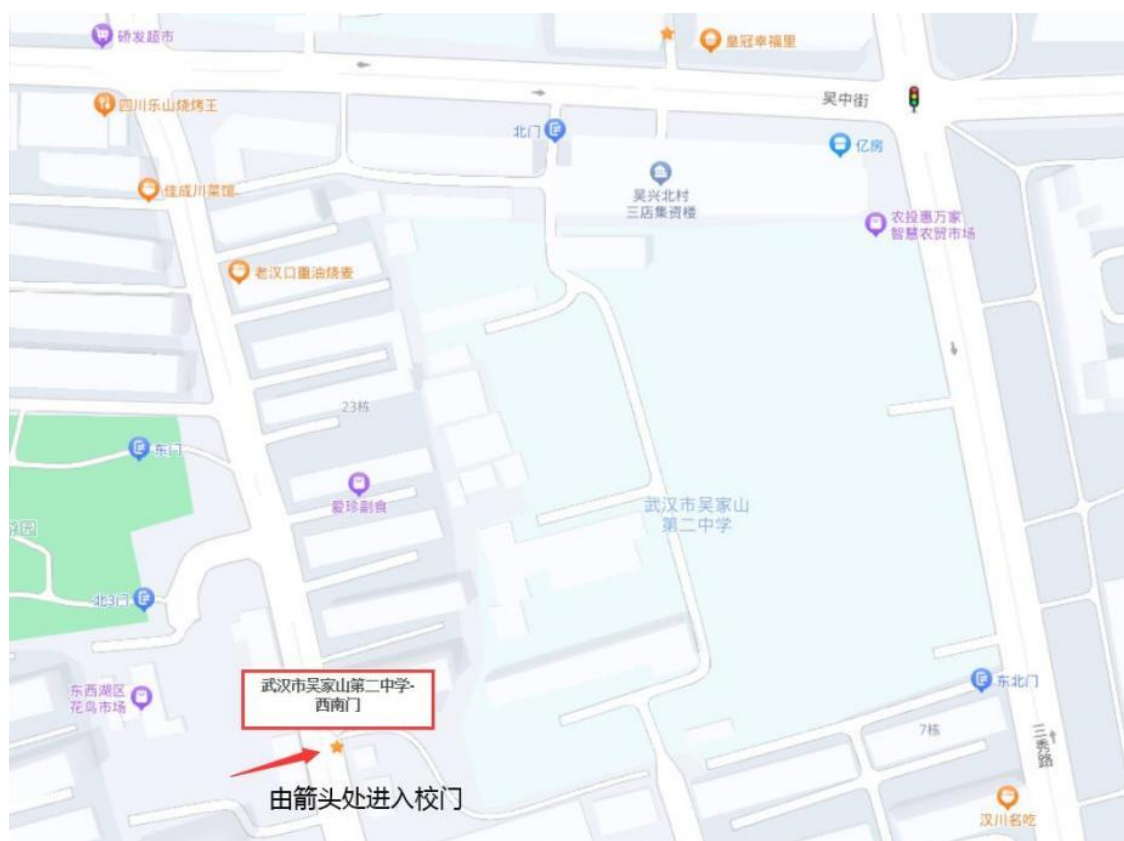 硚发超市
皇冠幸福里
四川乐山烧烤王
吴中街
北门
亿房
佳成川菜馆
吴兴北村
三店集资楼
农投惠万家
智慧农贸市场
老汉口重油烧麦
23栋
东门
爱珍副食
武汉市吴家山
第二中学
北3门
武汉市吴家山第二中学-
西南门
东西湖区
花鸟市场
东北门
7栋
三秀路
由箭头处进入校门
汉川名吃